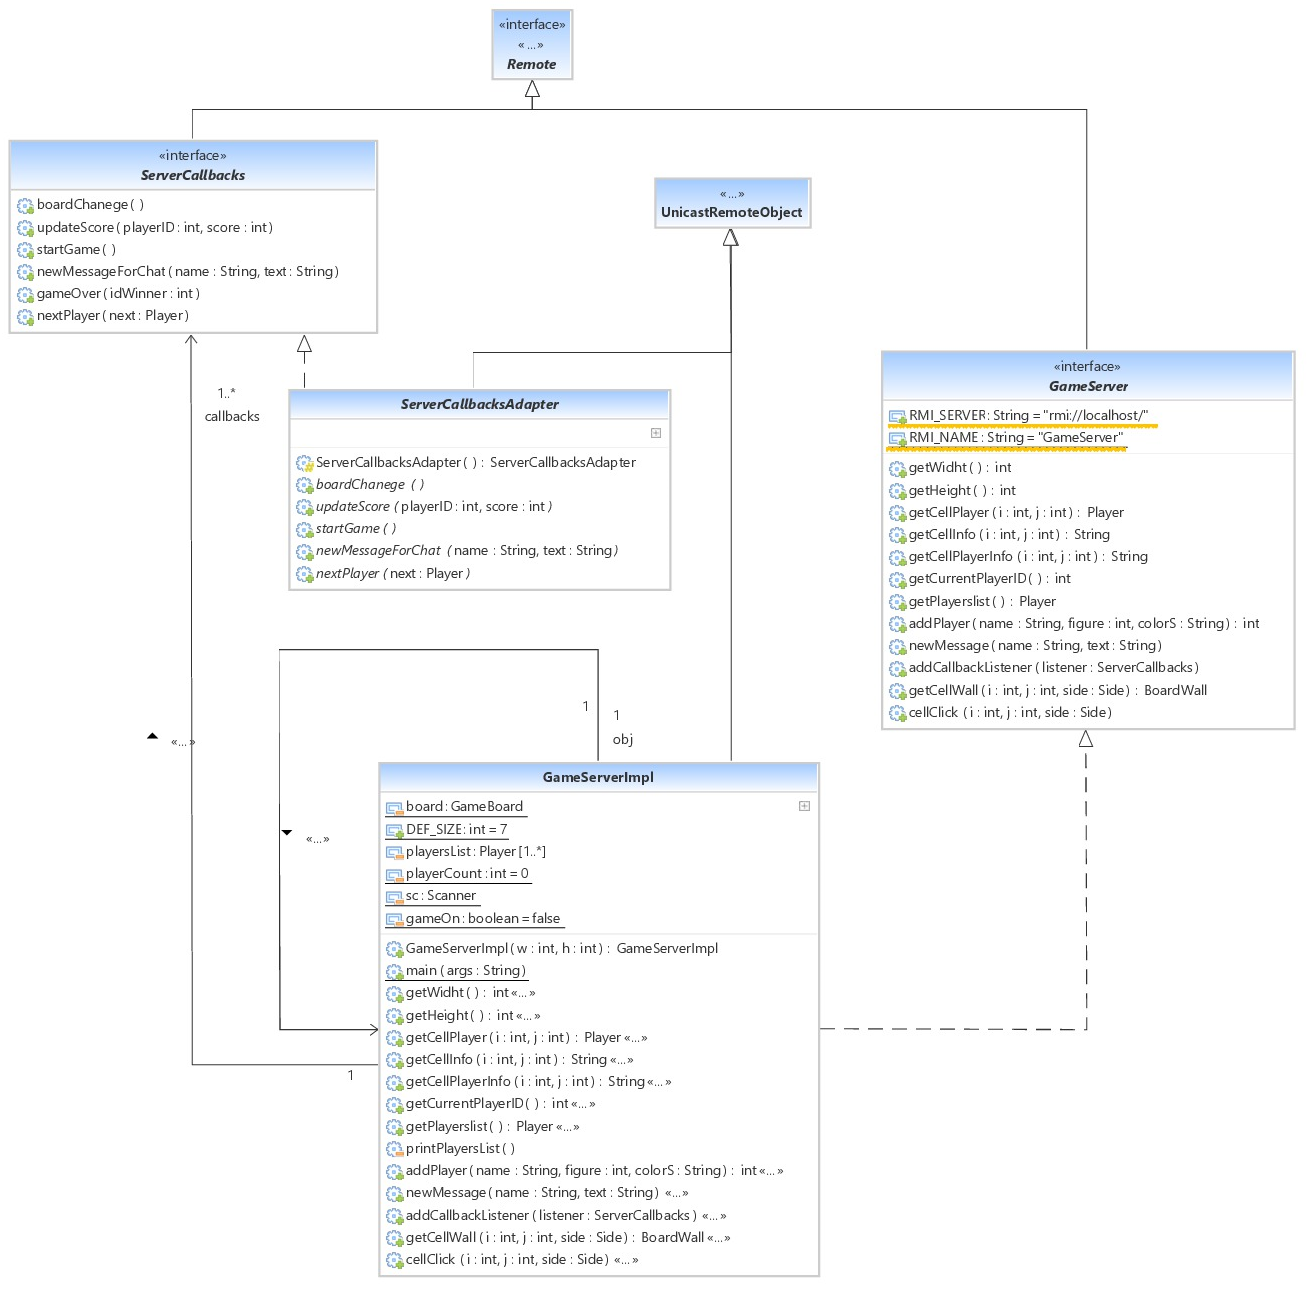 «interface»
«...»
Remote
«interface»
ServerCallbacks
boardChanege ( )
updateScore ( playerID : int, score : int )
startGame ( )
newMessageForChat ( name : String, text : String )
gameOver ( idWinner : int )
nextPlayer ( next : Player )
«...»
UnicastRemoteObject
1..*
callbacks
ServerCallbacksAdapter
ServerCallbacksAdapter ( ) : ServerCallbacksAdapter
boardChanege ( )
updateScore ( playerID : int, score : int )
startGame ( )
newMessageForChat ( name : String, text : String )
nextPlayer ( next : Player )
«interface»
GameServer
RMI_SERVER : String = "rmi://localhost/"
RMI_NAME : String = "GameServer"
getWidht ( ) : int
getHeight ( ) : int
getCellPlayer ( i : int, j : int ) : Player
getCellInfo ( i : int, j : int ) : String
getCellPlayerInfo ( i : int, j : int ) : String
getCurrentPlayerID ( ) : int
getPlayerslist ( ) : Player
addPlayer ( name : String, figure : int, colorS : String ) : int
newMessage ( name : String, text : String )
addCallbackListener ( listener : ServerCallbacks )
getCellWall ( i : int, j : int, side : Side ) : BoardWall
cellClick ( i : int, j : int, side : Side )
1
1
obj
«...»
«...»
GameServerImpl
board : GameBoard
DEF_SIZE : int = 7
playersList : Player [1..*]
playerCount : int = 0
sc : Scanner
gameOn : boolean = false
GameServerImpl ( w : int, h : int ) : GameServerImpl
main ( args : String )
getWidht ( ) : int «...»
getHeight ( ) : int «...»
getCellPlayer ( i : int, j : int ) : Player «...»
getCellInfo ( i : int, j : int ) : String «...»
getCellPlayerInfo ( i : int, j : int ) : String «...»
getCurrentPlayerID ( ) : int «...»
getPlayerslist ( ) : Player «...»
printPlayersList ( )
addPlayer ( name : String, figure : int, colorS : String ) : int «...»
newMessage ( name : String, text : String ) «...»
addCallbackListener ( listener : ServerCallbacks ) «...»
getCellWall ( i : int, j : int, side : Side ) : BoardWall «...»
cellClick ( i : int, j : int, side : Side ) «...»
1